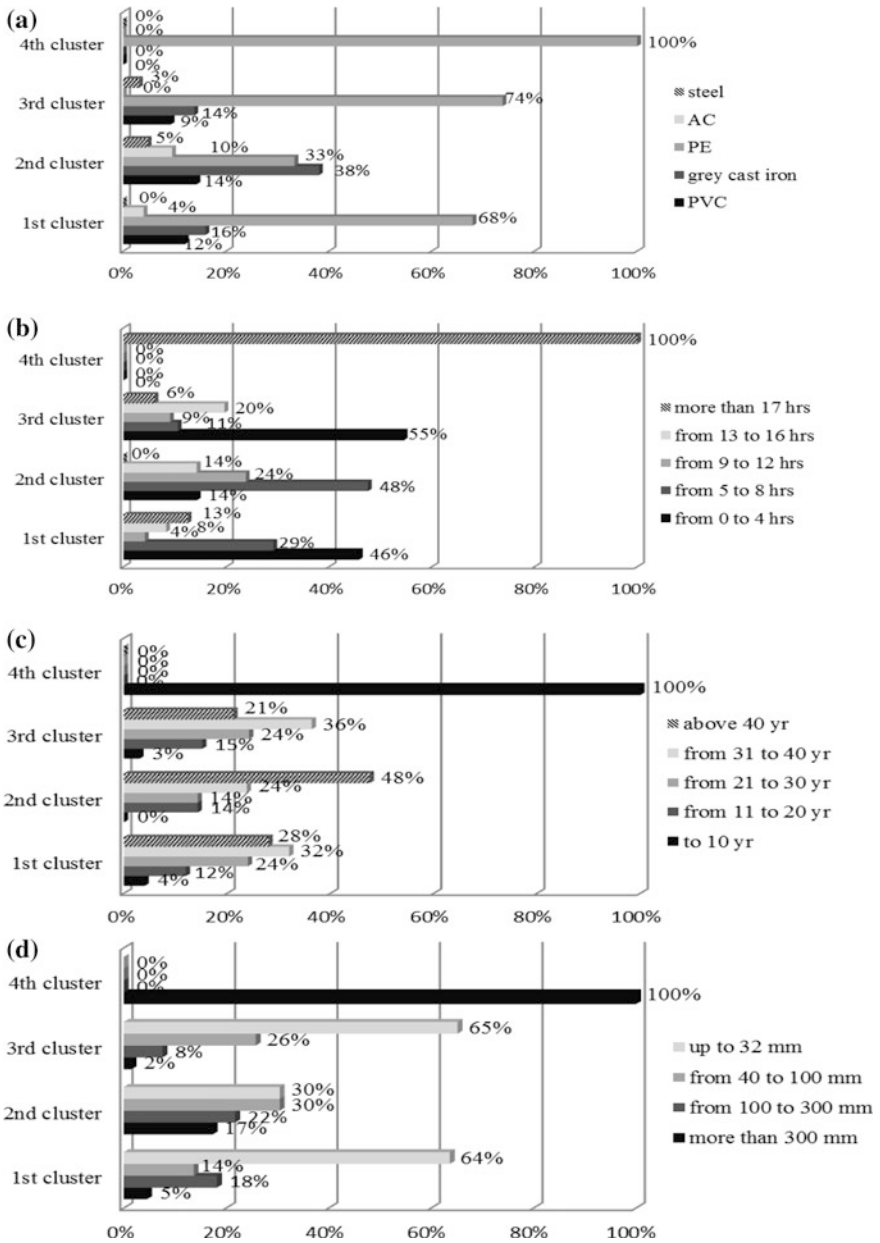 (a)
0%
0%
4th cluster
100%
0%
0%
3%
0%
3rd cluster
74%
14%
9%
5%
10%
2nd cluster
33%
38%
14%
0%
4%
1st cluster
68%
16%
12%
0% 20% 40% 60% 80% 100%
steel
AC
PE
grey cast iron
PVC
(b)
100%
4th cluster
0%
0%
0%
0%
6%
20%
3rd cluster
9%
11%
55%
0%
14%
2nd cluster
24%
48%
14%
13%
8%
1st cluster
4%
29%
46%
0% 20% 40% 60% 80% 100%
more than 17 hrs
from 13 to 16 hrs
from 9 to 12 hrs
from 5 to 8 hrs
from 0 to 4 hrs
(c)
0%
0%
4th cluster
0%
0%
100%
21%
36%
3rd cluster
24%
15%
3%
48%
24%
2nd cluster
14%
14%
0%
28%
32%
1st cluster
24%
12%
4%
0% 20% 40% 60% 80% 100%
above 40 yr
from 31 to 40 yr
from 21 to 30 yr
from 11 to 20 yr
to 10 yr
(d)
0%
0%
4th cluster
0%
100%
65%
3rd cluster
26%
8%
2%
30%
2nd cluster
30%
22%
17%
64%
1st cluster
14%
18%
5%
0% 20% 40% 60% 80% 100%
up to 32 mm
from 40 to 100 mm
from 100 to 300 mm
more than 300 mm